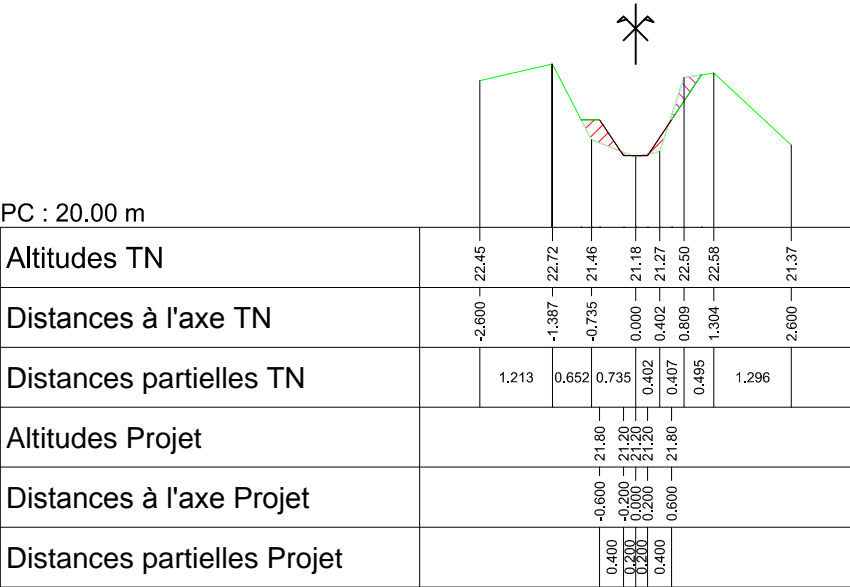 PC : 20.00 m
Altitudes TN
22.45 22.72 21.46 21.18 21.27 22.50 22.58 21.37
Distances à l'axe TN
-2.600 -1.387 -0.735 0.000 0.402 0.809 1.304 2.600
Distances partielles TN
1.213 0.652 0.735 0.402 0.407 0.495 1.296
Altitudes Projet
21.80 21.20 21.20 21.20 21.80
Distances à l'axe Projet
-0.600 -0.200 0.000 0.200 0.600
Distances partielles Projet
0.400 0.200 0.200 0.400